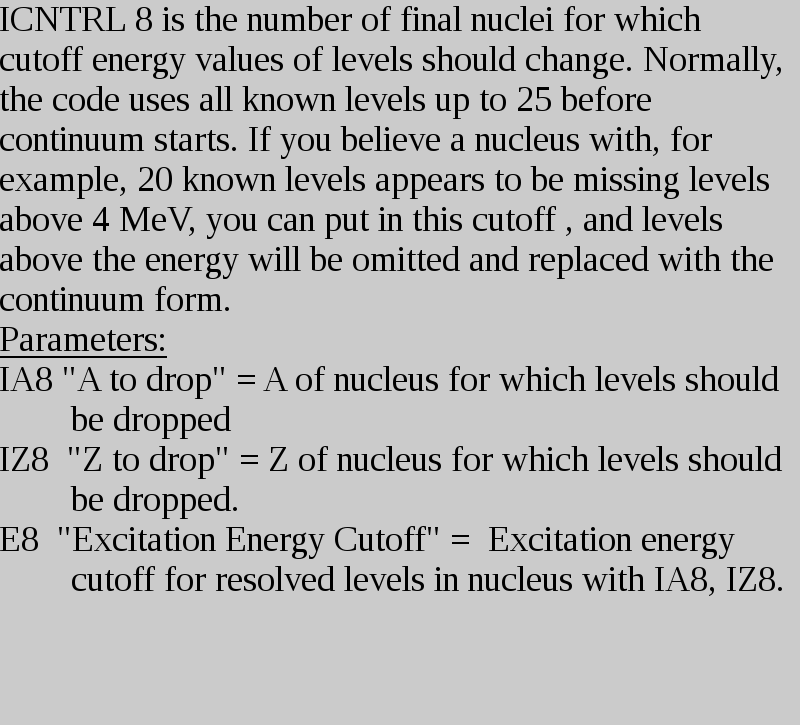 ICNTRL 8 is the number of final nuclei for which
cutoff energy values of levels should change. Normally,
the code uses all known levels up to 25 before
continuum starts. If you believe a nucleus with, for
example, 20 known levels appears to be missing levels
above 4 MeV, you can put in this cutoff , and levels
above the energy will be omitted and replaced with the
continuum form.
Parameters:
IA8 "A to drop" = A of nucleus for which levels should
be dropped
IZ8  "Z to drop" = Z of nucleus for which levels should
be dropped.
E8  "Excitation Energy Cutoff" =  Excitation energy
cutoff for resolved levels in nucleus with IA8, IZ8.